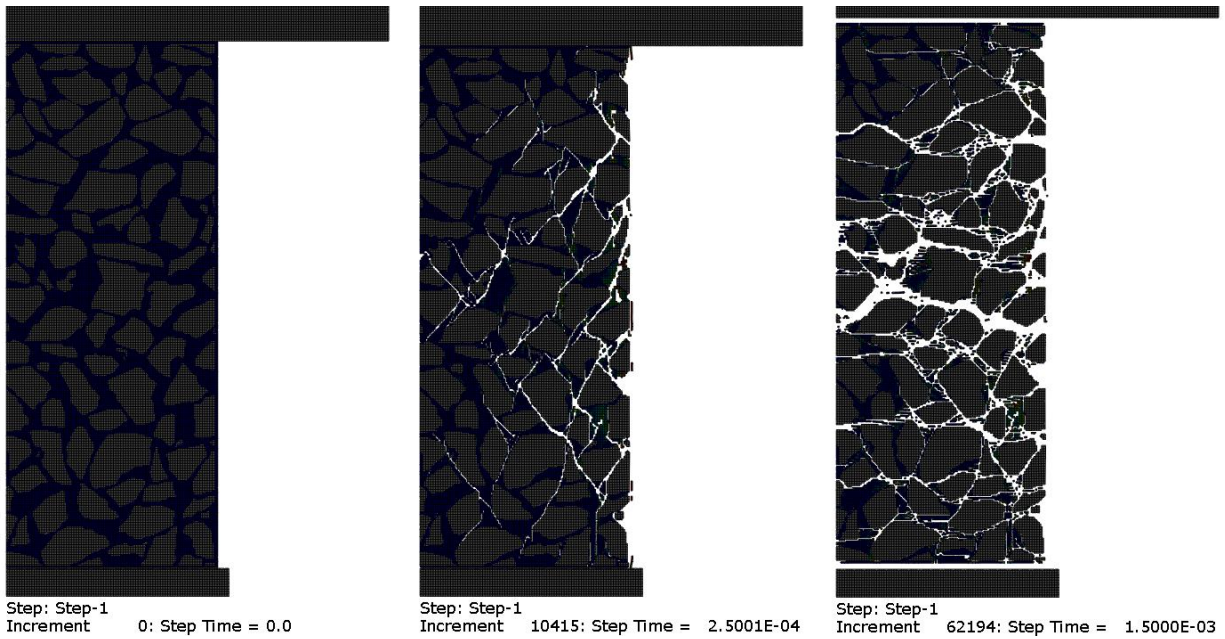 Step: Step-1
Increment 0: Step Time = 0.0
Step: Step-1
Increment 10415: Step Time = 2.5001E-04
Step: Step-1
Increment 62194: Step Time = 1.5000E-03